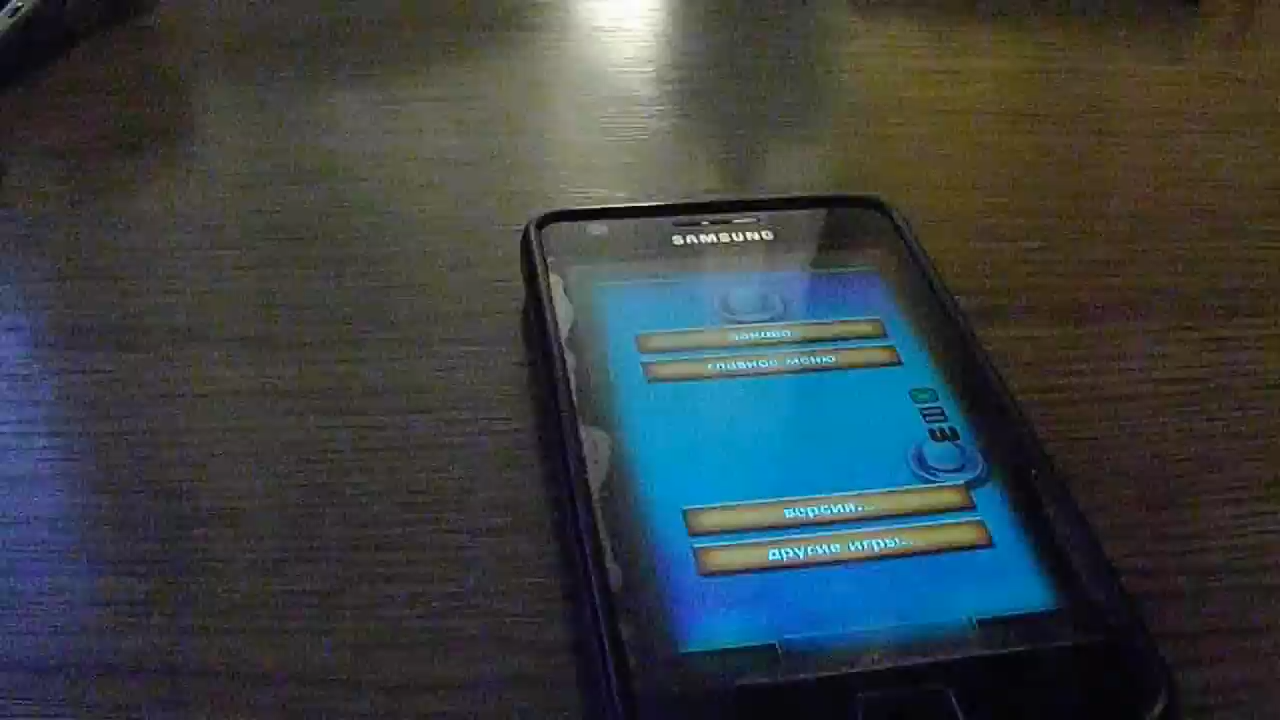 SAMSUNG
заново
главное меню
версия...
другие игры...